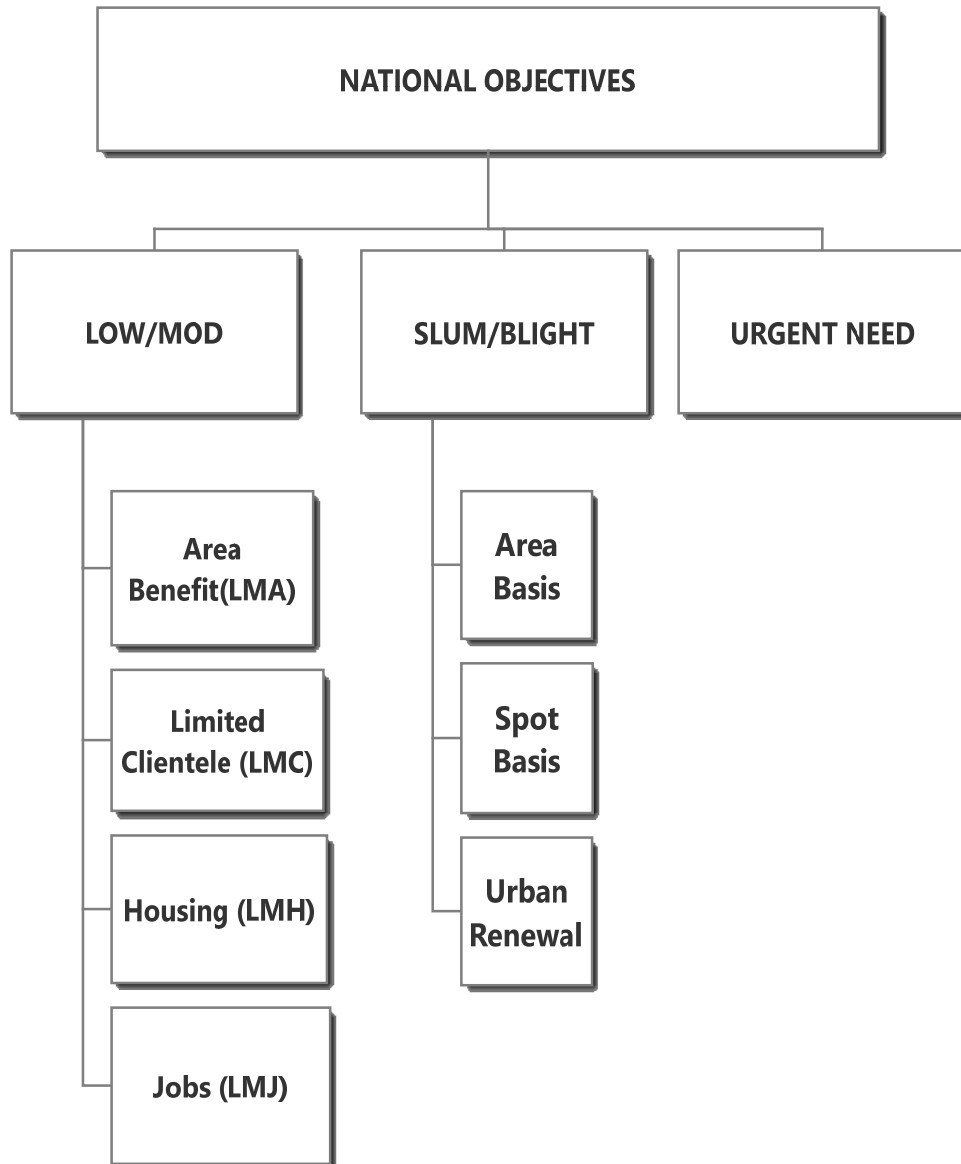 NATIONAL OBJECTIVES
LOW/MOD
SLUM/BLIGHT
URGENT NEED
Area
Benefit(LMA)
Limited
Clientele (LMC)
Housing (LMH)
Jobs (LMJ)
Area
Basis
Spot
Basis
Urban
Renewal